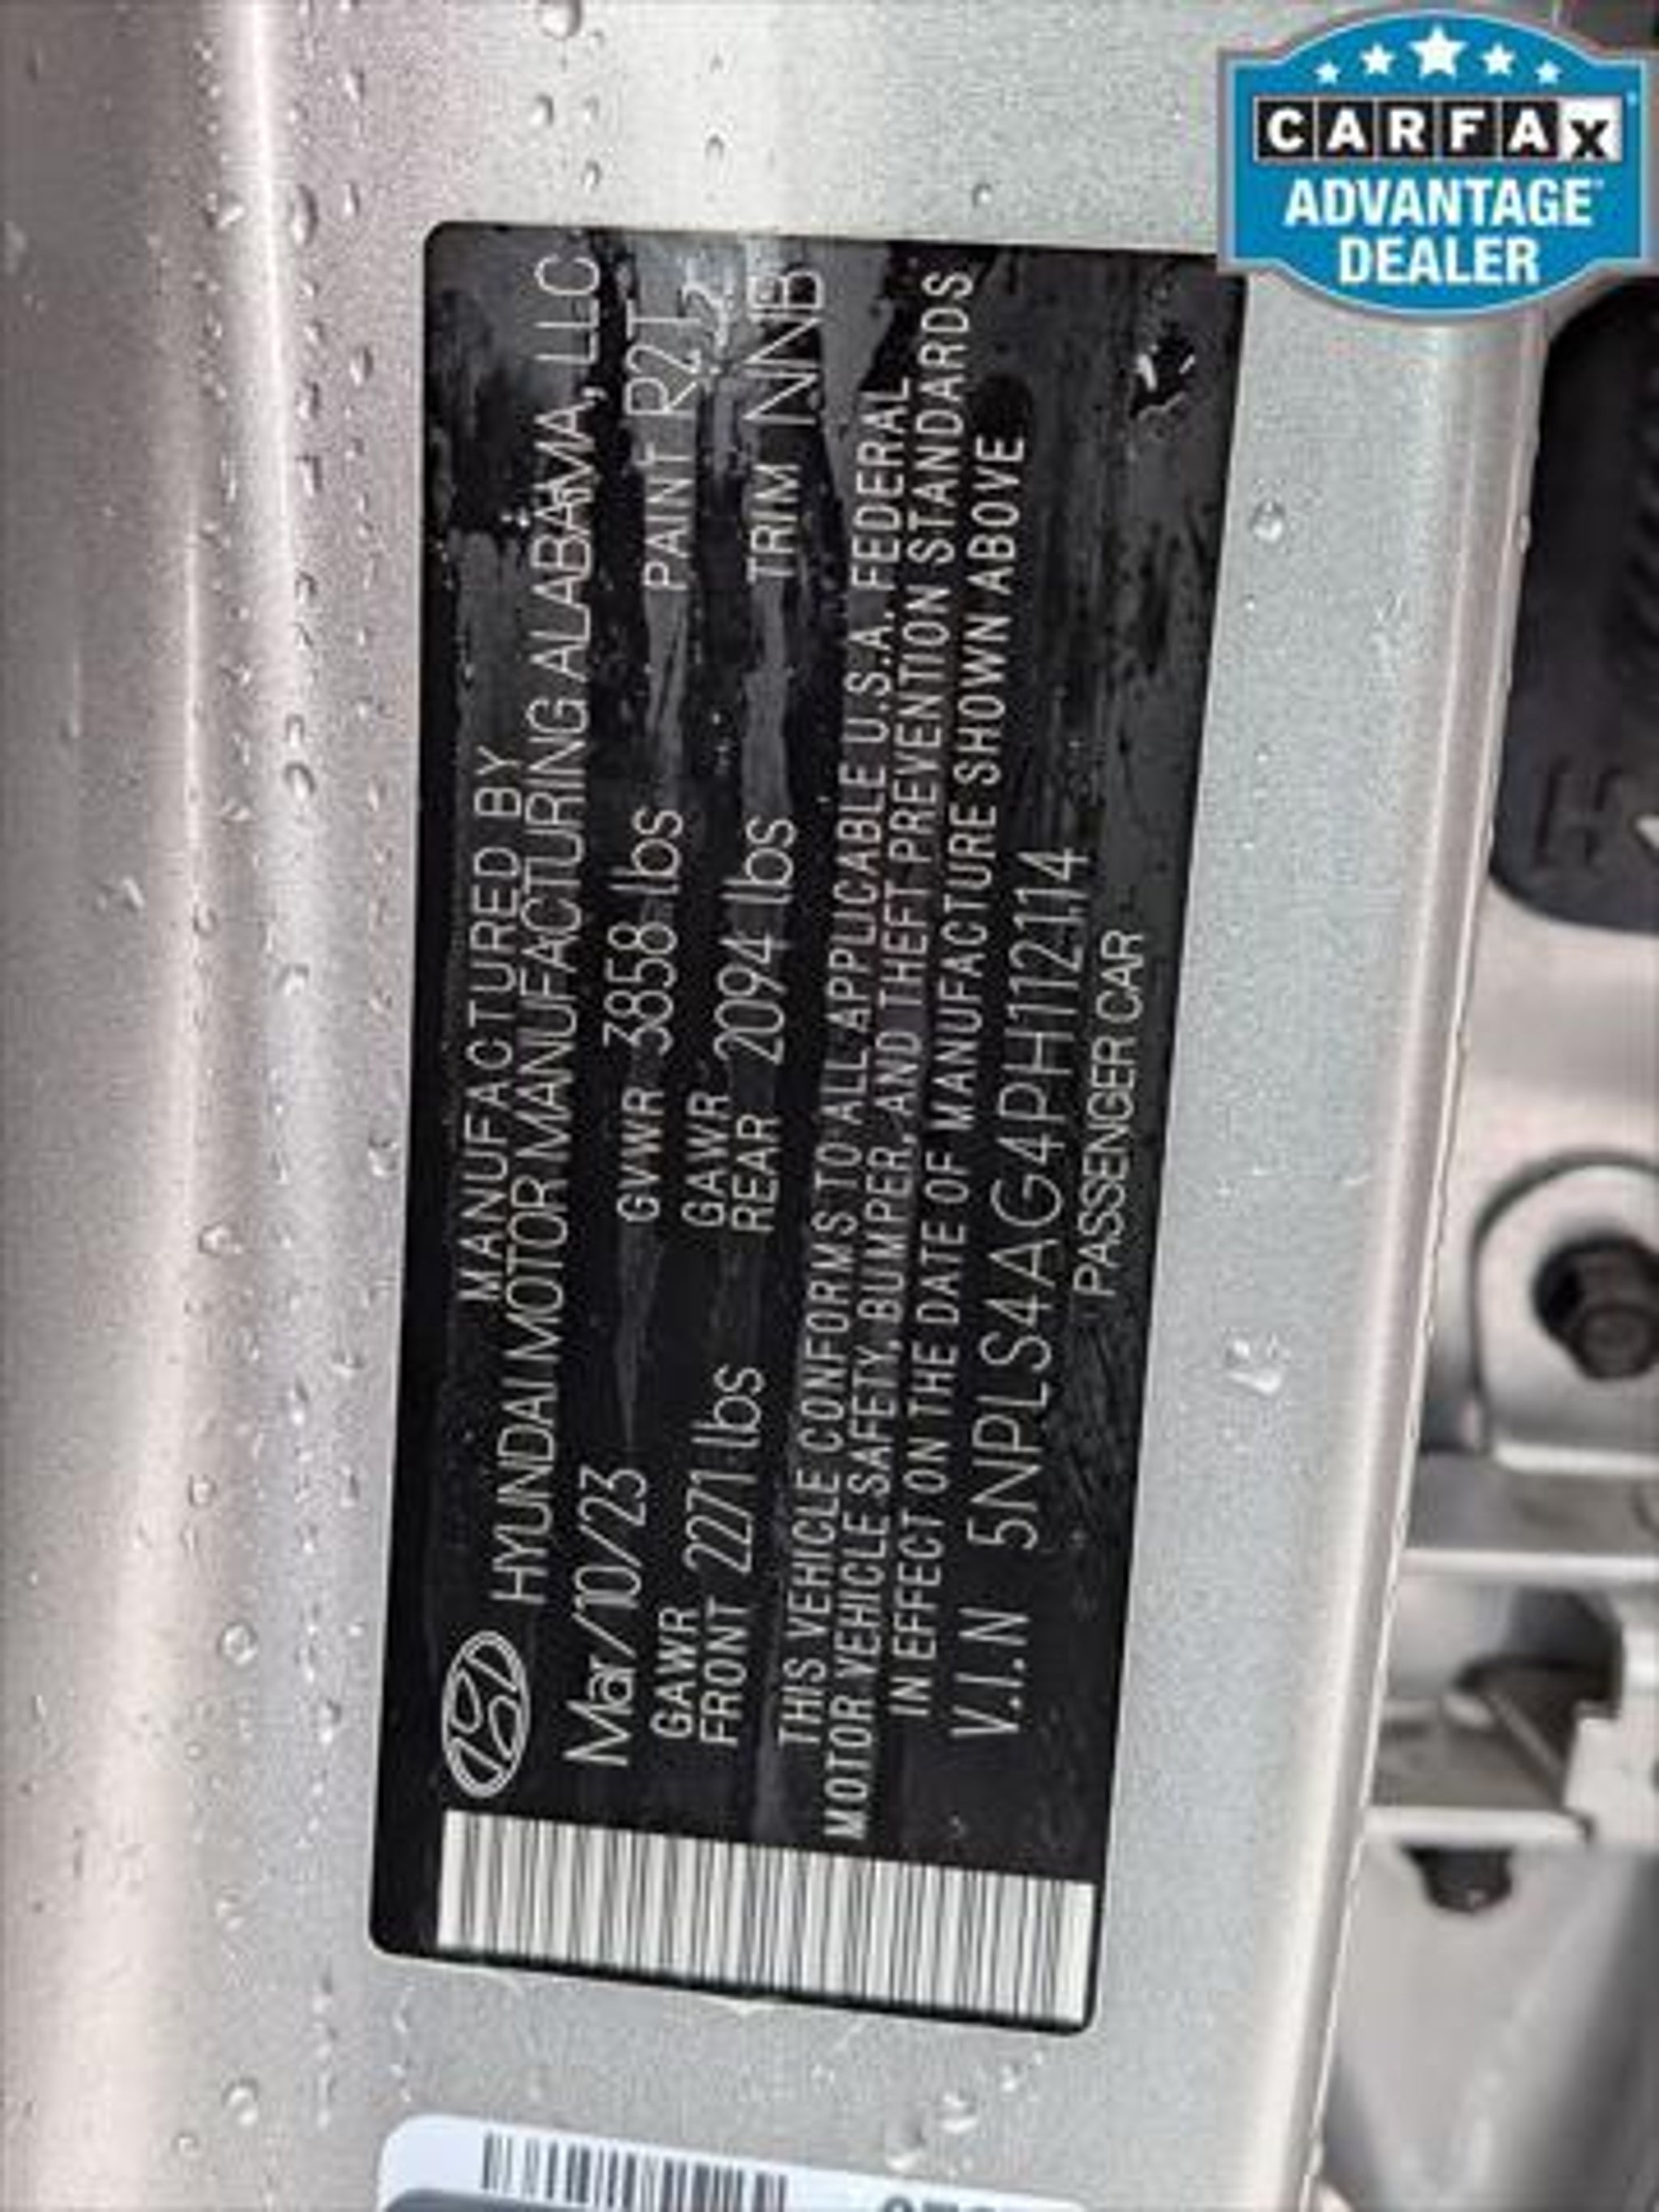 CARFAX
ADVANTAGE
DEALER
MANUFACTURED BY
HYUNDAI MOTOR MANUFACTURING ALABAMA, LLC
Mar/10/23 GVWR 3858 lbs PAINT R2T
GAWR FRONT 2271 lbs GAWR REAR 2094 lbs TRIM NNB
THIS VEHICLE CONFORMS TO ALL APPLICABLE U.S.A. FEDERAL
MOTOR VEHICLE SAFETY, BUMPER, AND THEFT PREVENTION STANDARDS
IN EFFECT ON THE DATE OF MANUFACTURE SHOWN ABOVE
V.I.N 5NPLS4AG4PH112114
PASSENGER CAR